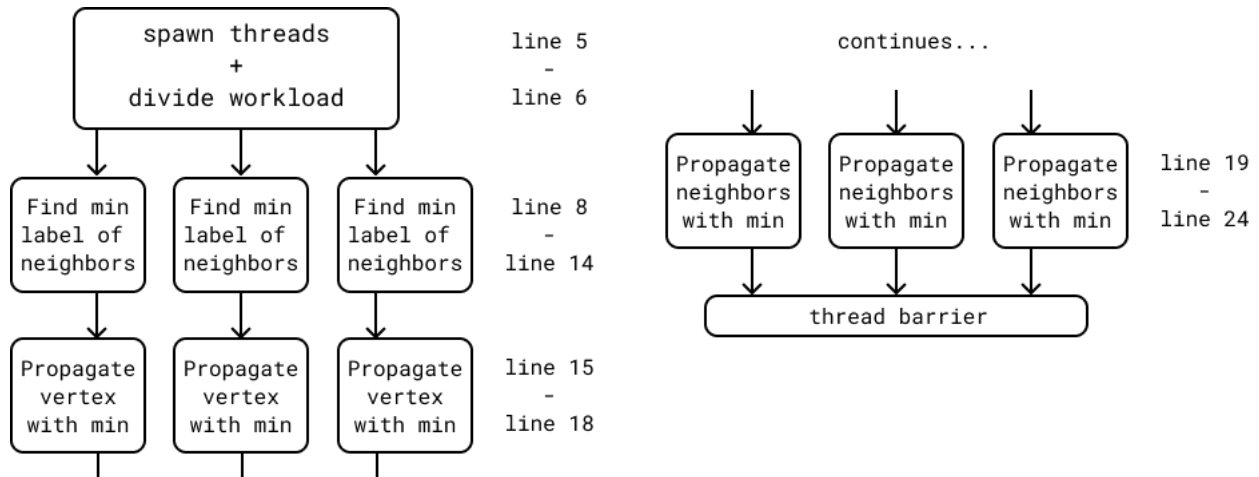 spawn threads
+
divide workload
line 5
-
line 6
Find min
label of
neighbors
Find min
label of
neighbors
Find min
label of
neighbors
line 8
-
line 14
Propagate
vertex
with min
Propagate
vertex
with min
Propagate
vertex
with min
line 15
-
line 18
continues...
Propagate
neighbors
with min
Propagate
neighbors
with min
Propagate
neighbors
with min
line 19
-
line 24
thread barrier